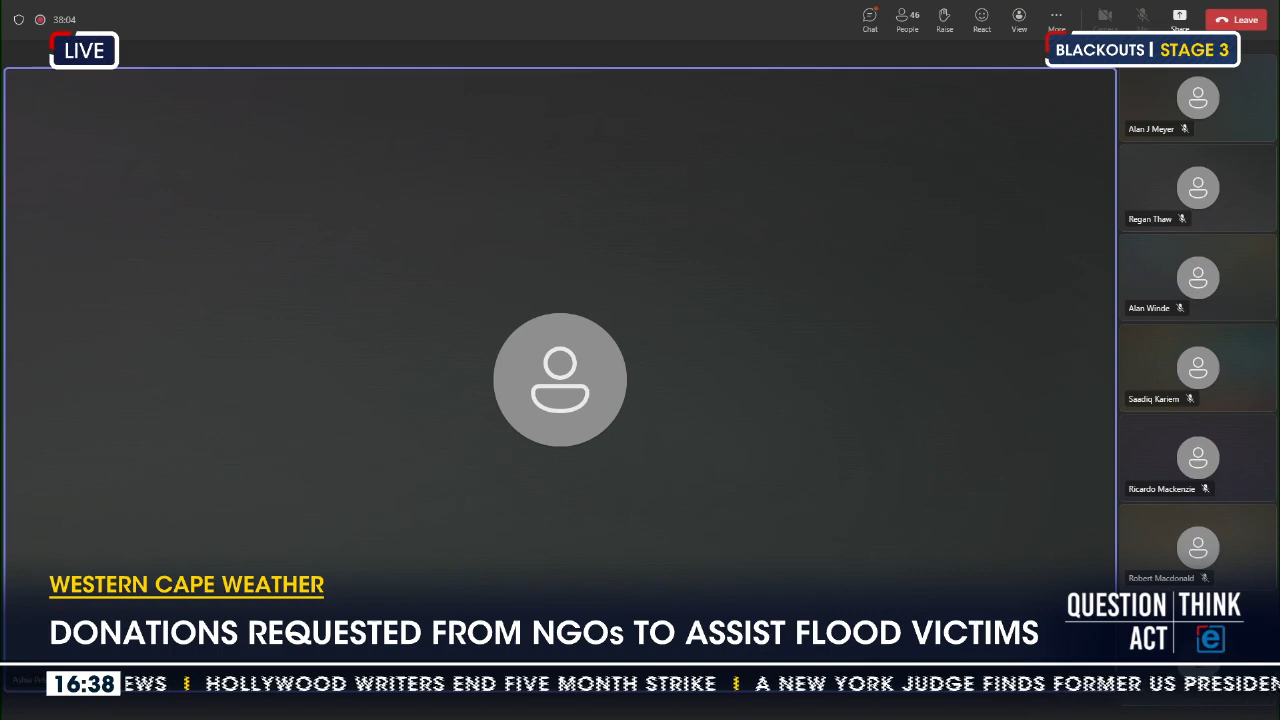 38:04
46
Chat
People
Raise
React
View
More
Share
Leave
LIVE
BLACKOUTS | STAGE 3
Alan J Meyer
Regan Thaw
Alan Winde
Saadiq Kariem
Ricardo Mackenzie
Robert Macdonald
WESTERN CAPE WEATHER
DONATIONS REQUESTED FROM NGOs TO ASSIST FLOOD VICTIMS
QUESTION THINK
ACT e
16:38 EWS HOLLYWOOD WRITERS END FIVE MONTH STRIKE A NEW YORK JUDGE FINDS FORMER US PRESIDEN